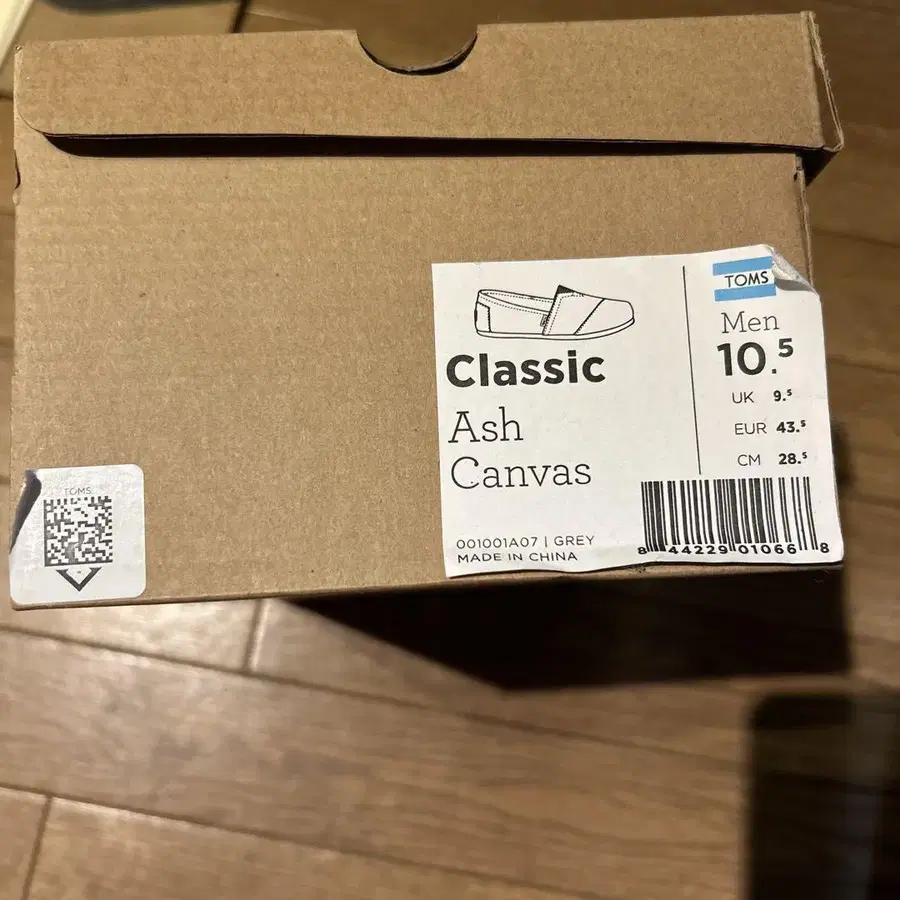 Classic
Ash
Canvas
001001A07 | GREY
MADE IN CHINA
TOMS
Men
10.5
UK 9.5
EUR 43.5
CM 28.5
8 44229 01066 8
TOMS